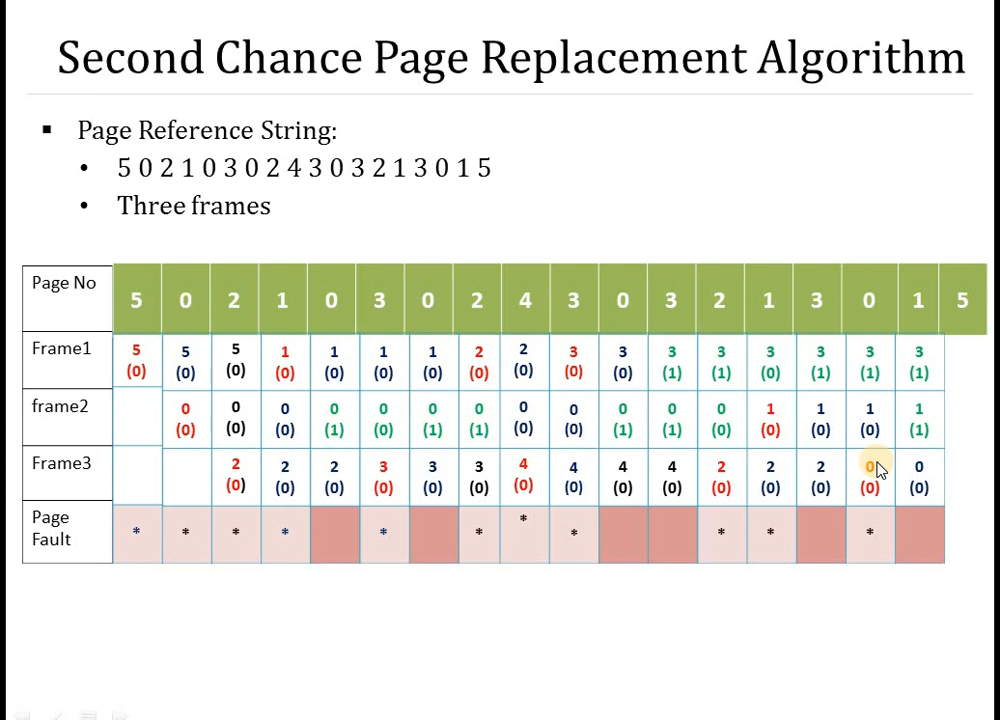 Second Chance Page Replacement Algorithm
▪ Page Reference String:
• 5 0 2 1 0 3 0 2 4 3 0 3 2 1 3 0 1 5
• Three frames
Page No 5 0 2 1 0 3 0 2 4 3 0 3 2 1 3 0 1 5
Frame1 5 5 5 1 1 1 1 2 2 3 3 3 3 3 3 3 3
(0) (0) (0) (0) (0) (0) (0) (0) (0) (0) (0) (1) (1) (0) (1) (1) (1)
frame2 0 0 0 0 0 0 0 0 0 0 0 0 1 1 1 1
(0) (0) (0) (1) (0) (1) (1) (0) (0) (1) (1) (0) (0) (0) (0) (1)
Frame3 2 2 2 3 3 3 4 4 4 4 2 2 2 0 0
(0) (0) (0) (0) (0) (0) (0) (0) (0) (0) (0) (0) (0) (0) (0)
Page
Fault * * * * * * * * * * *